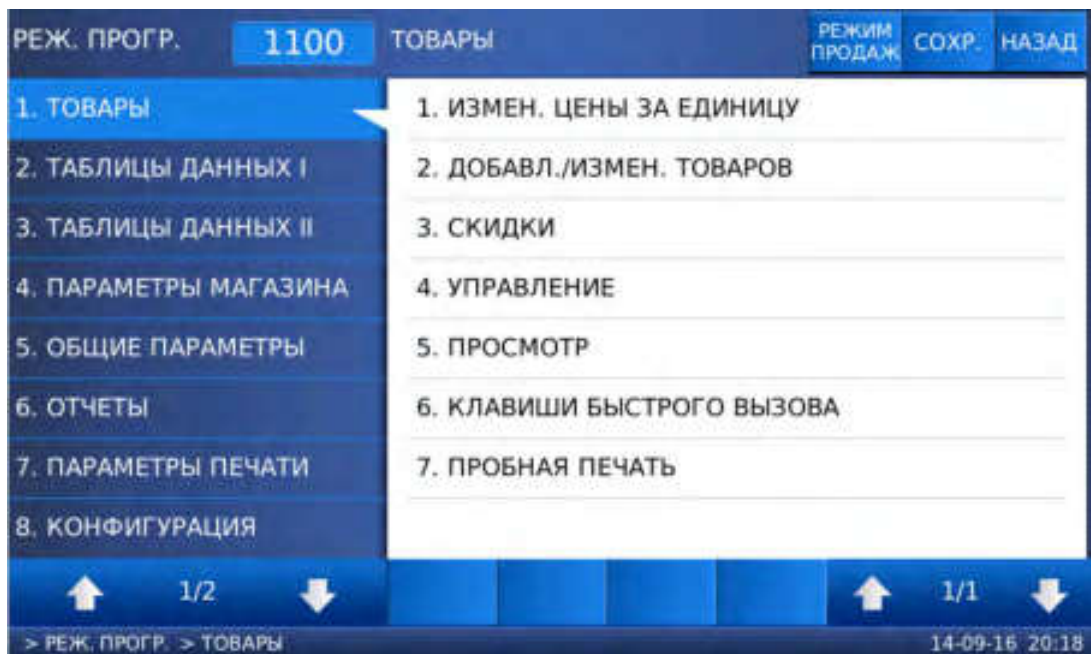 РЕЖ. ПРОГР. 1100 ТОВАРЫ РЕЖИМ ПРОДАЖ СОХР. НАЗАД
1. ТОВАРЫ
2. ТАБЛИЦЫ ДАННЫХ I
3. ТАБЛИЦЫ ДАННЫХ II
4. ПАРАМЕТРЫ МАГАЗИНА
5. ОБЩИЕ ПАРАМЕТРЫ
6. ОТЧЕТЫ
7. ПАРАМЕТРЫ ПЕЧАТИ
8. КОНФИГУРАЦИЯ
1. ИЗМЕН. ЦЕНЫ ЗА ЕДИНИЦУ
2. ДОБАВЛ./ИЗМЕН. ТОВАРОВ
3. СКИДКИ
4. УПРАВЛЕНИЕ
5. ПРОСМОТР
6. КЛАВИШИ БЫСТРОГО ВЫЗОВА
7. ПРОБНАЯ ПЕЧАТЬ
1/2 1/1
> РЕЖ. ПРОГР. > ТОВАРЫ 14-09-16 20:18